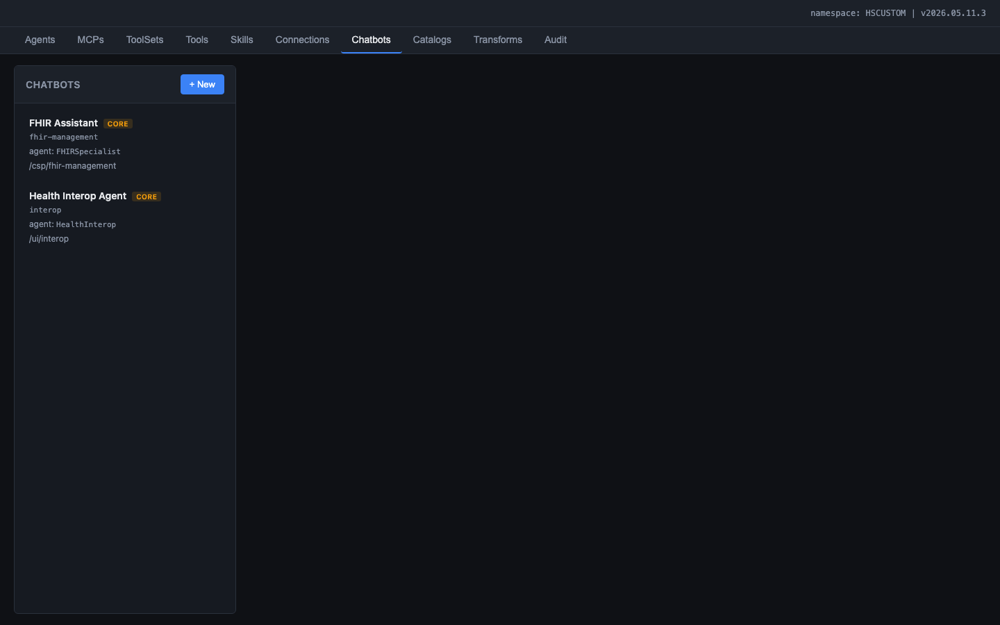 namespace: HSCUSTOM | v2026.05.11.3
Agents MCPs ToolSets Tools Skills Connections Chatbots Catalogs Transforms Audit
CHATBOTS + New
FHIR Assistant CORE
fhir-management
agent: FHIRSpecialist
/csp/fhir-management
Health Interop Agent CORE
interop
agent: HealthInterop
/ui/interop